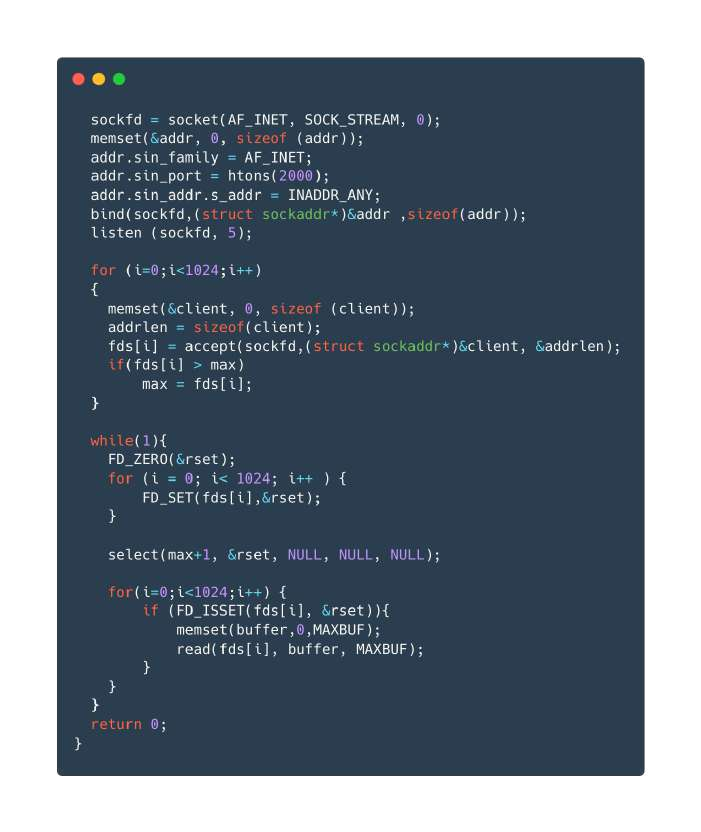 sockfd = socket(AF_INET, SOCK_STREAM, 0);
memset(&addr, 0, sizeof (addr));
addr.sin_family = AF_INET;
addr.sin_port = htons(2000);
addr.sin_addr.s_addr = INADDR_ANY;
bind(sockfd,(struct sockaddr*)&addr ,sizeof(addr));
listen (sockfd, 5);

for (i=0;i<1024;i++)
{
  memset(&client, 0, sizeof (client));
  addrlen = sizeof(client);
  fds[i] = accept(sockfd,(struct sockaddr*)&client, &addrlen);
  if(fds[i] > max)
      max = fds[i];
}

while(1){
  FD_ZERO(&rset);
  for (i = 0; i< 1024; i++ ) {
      FD_SET(fds[i],&rset);
  }

  select(max+1, &rset, NULL, NULL, NULL);

  for(i=0;i<1024;i++) {
      if (FD_ISSET(fds[i], &rset)){
          memset(buffer,0,MAXBUF);
          read(fds[i], buffer, MAXBUF);
      }
  }
}
return 0;
}